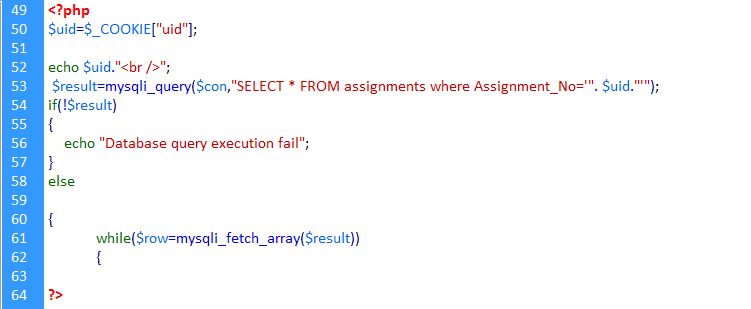 49 <?php
50 $uid=$_COOKIE["uid"];
51
52 echo $uid."<br />";
53 $result=mysqli_query($con,"SELECT * FROM assignments where Assignment_No='". $uid."'");
54 if(!$result)
55 {
56 echo "Database query execution fail";
57 }
58 else
59
60 {
61 while($row=mysqli_fetch_array($result))
62 {
63
64 ?>